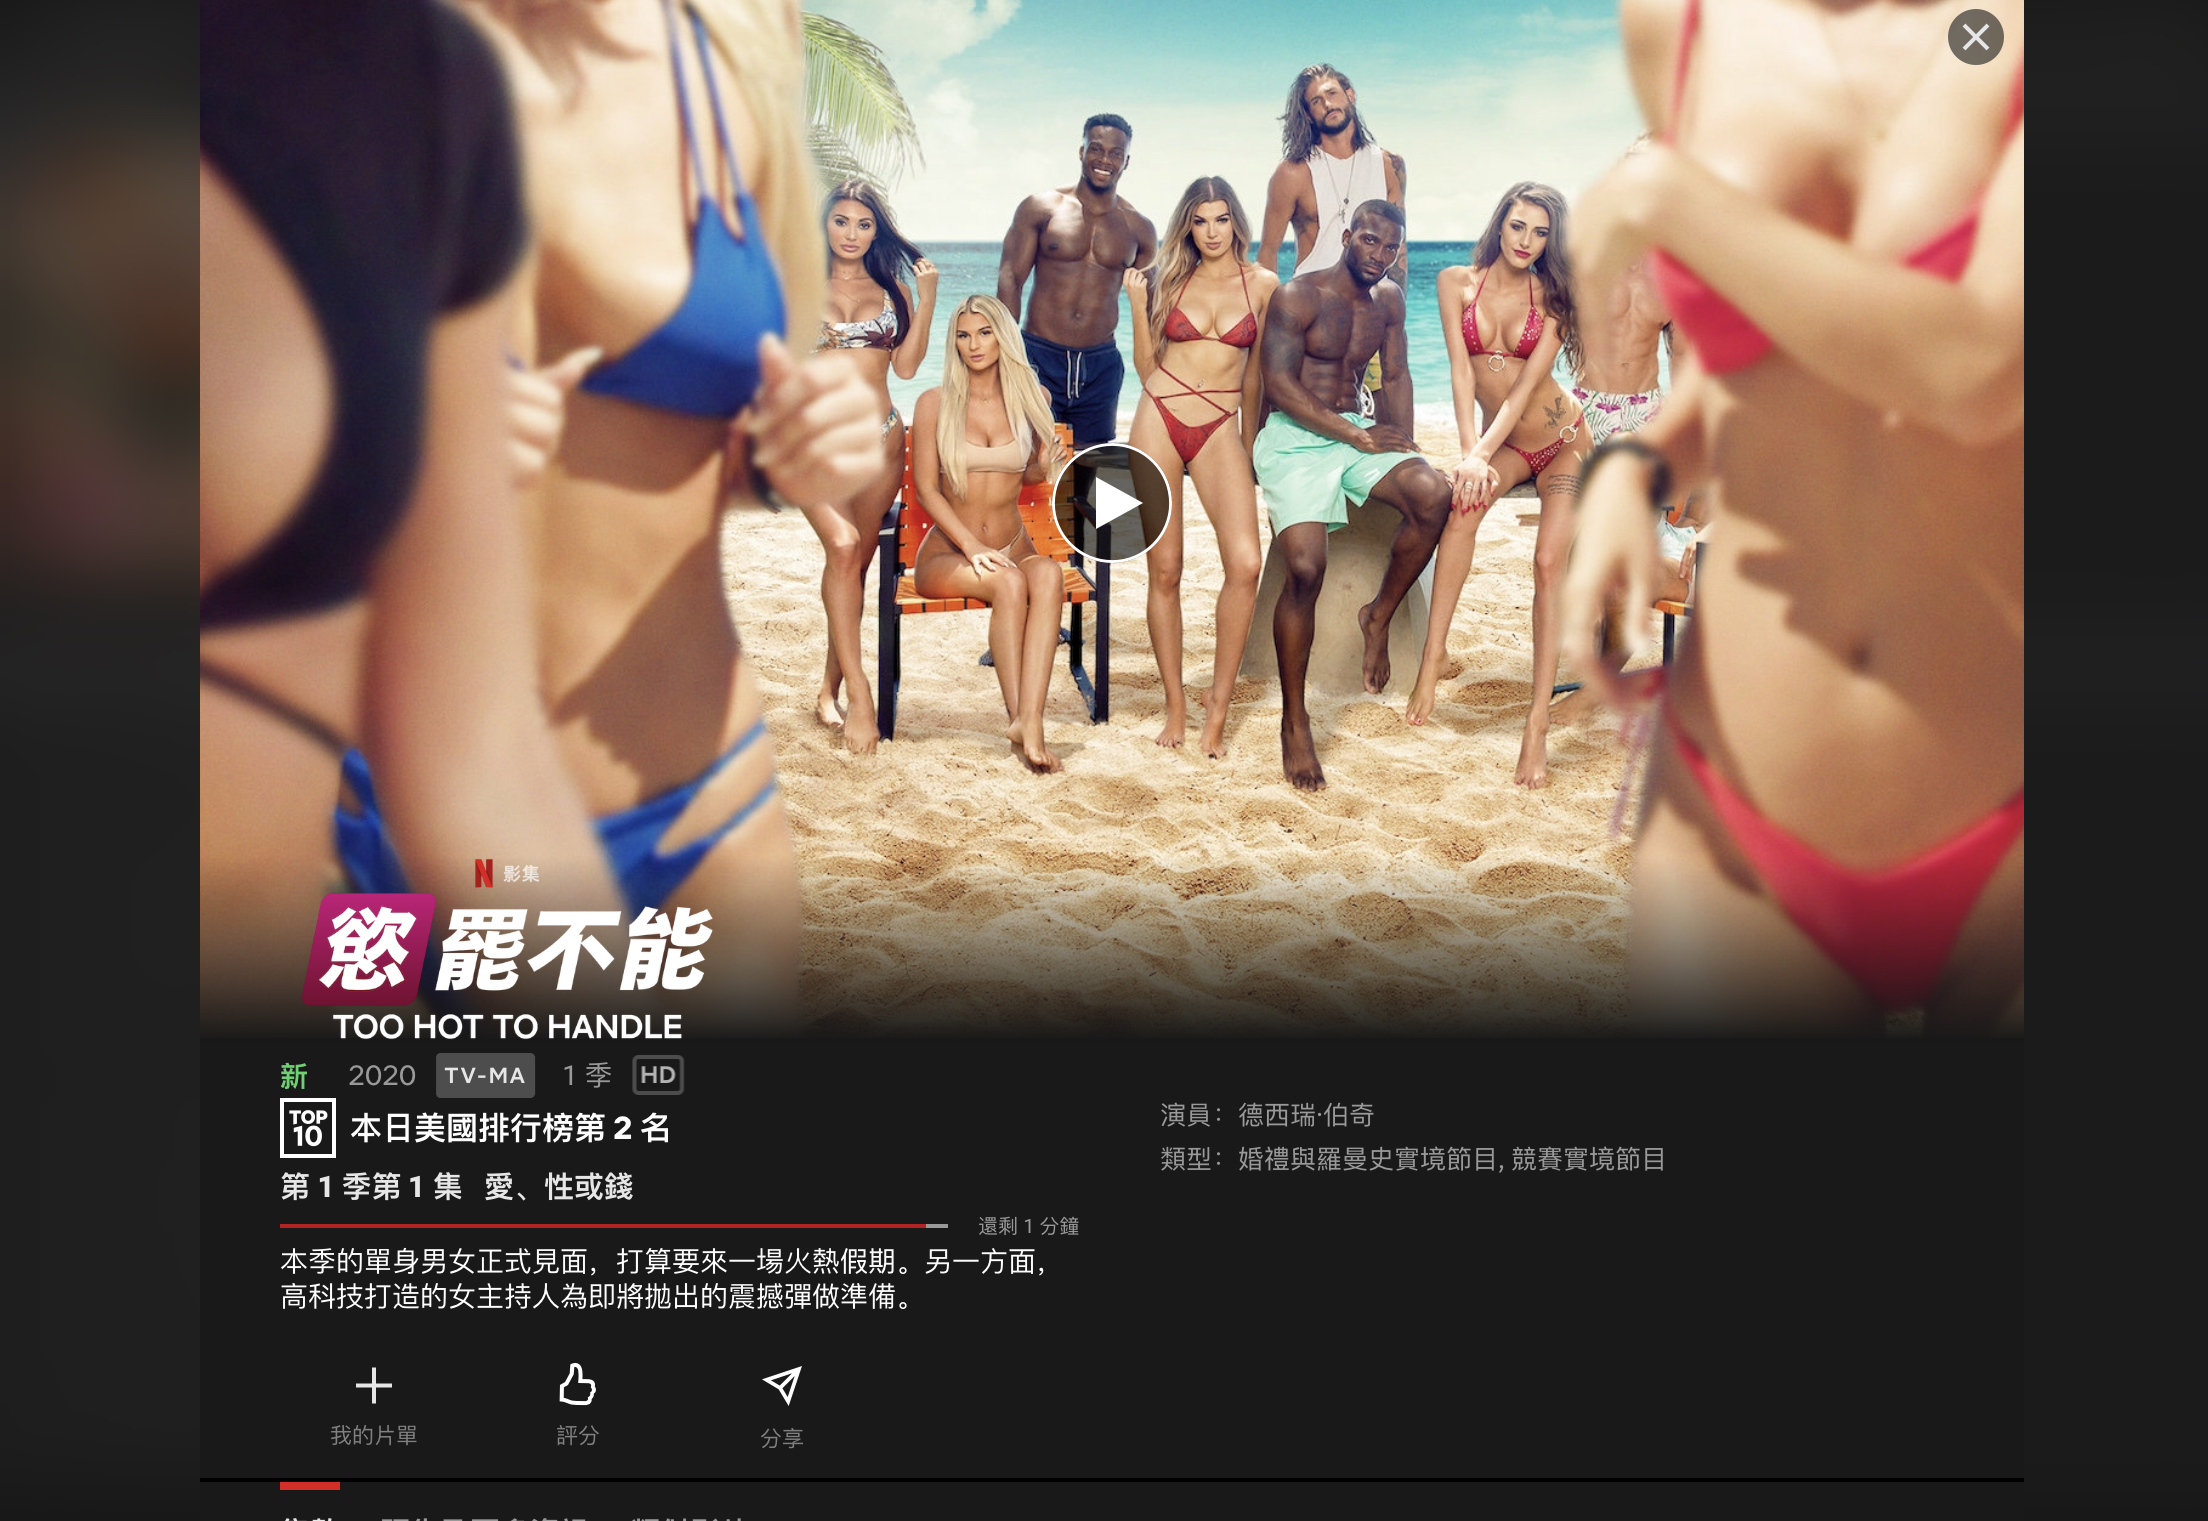 N 影集
慾罷不能
TOO HOT TO HANDLE
新 2020 TV-MA 1 季 HD
TOP 10 本日美國排行榜第 2 名
第 1 季第 1 集 愛、性或錢
還剩 1 分鐘
本季的單身男女正式見面，打算要來一場火熱假期。另一方面，
高科技打造的女主持人為即將拋出的震撼彈做準備。
演員：德西瑞·伯奇
類型：婚禮與羅曼史實境節目, 競賽實境節目
我的片單 評分 分享